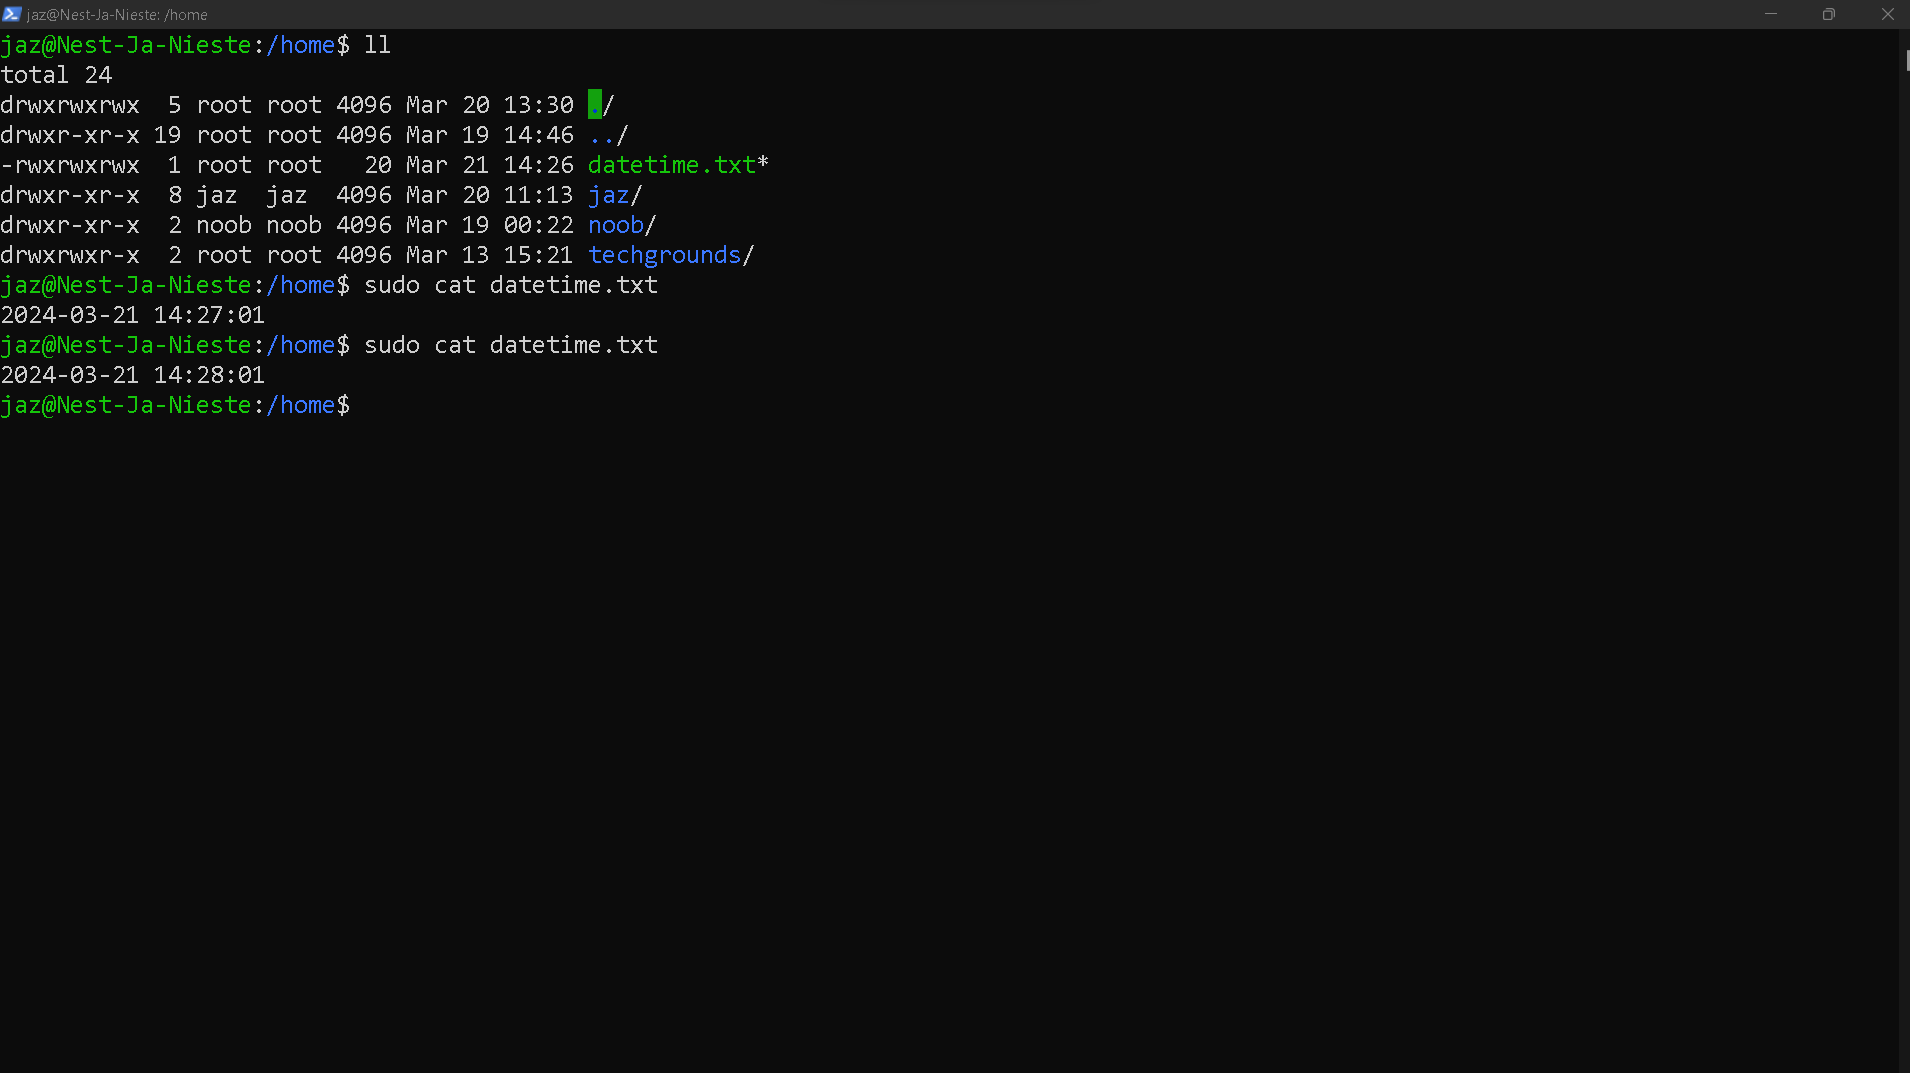 jaz@Nest-Ja-Nieste: /home
jaz@Nest-Ja-Nieste:/home$ ll
total 24
drwxrwxrwx  5 root root 4096 Mar 20 13:30 ./
drwxr-xr-x 19 root root 4096 Mar 19 14:46 ../
-rwxrwxrwx  1 root root   20 Mar 21 14:26 datetime.txt*
drwxr-xr-x  8 jaz  jaz  4096 Mar 20 11:13 jaz/
drwxr-xr-x  2 noob noob 4096 Mar 19 00:22 noob/
drwxrwxr-x  2 root root 4096 Mar 13 15:21 techgrounds/
jaz@Nest-Ja-Nieste:/home$ sudo cat datetime.txt
2024-03-21 14:27:01
jaz@Nest-Ja-Nieste:/home$ sudo cat datetime.txt
2024-03-21 14:28:01
jaz@Nest-Ja-Nieste:/home$